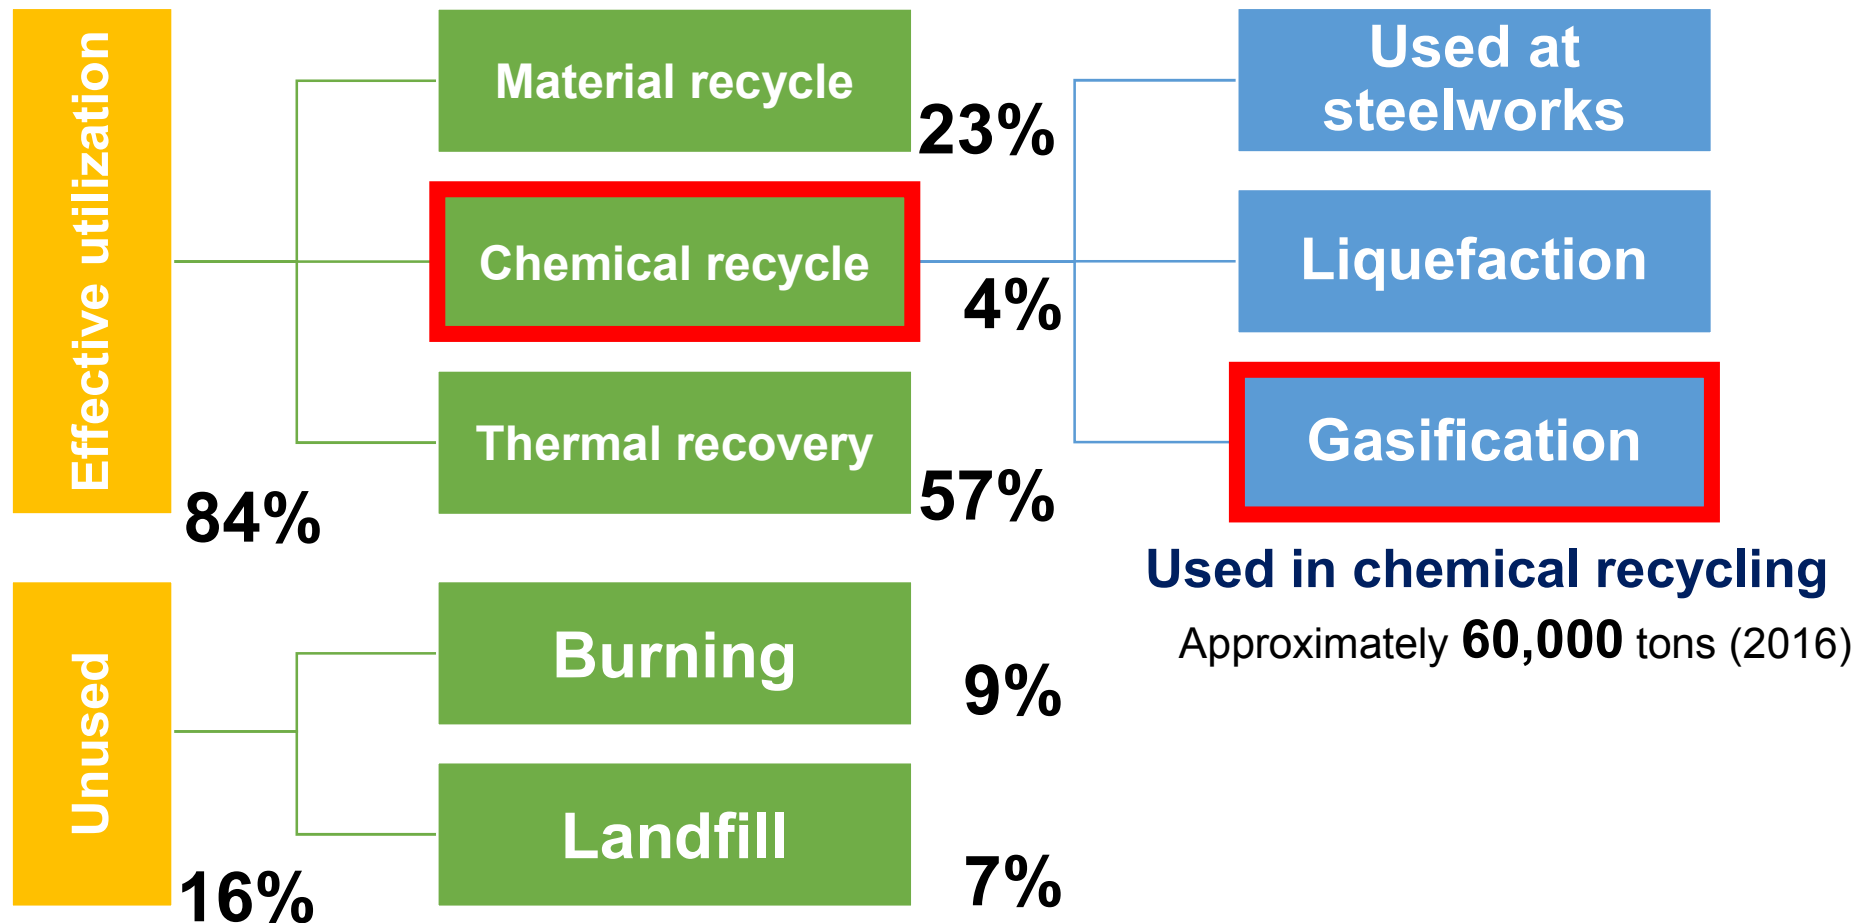 Effective utilization
84%
Material recycle
23%
Chemical recycle
4%
Thermal recovery
57%
Used at
steelworks
Liquefaction
Gasification
Used in chemical recycling
Approximately 60,000 tons (2016)
Unused
16%
Burning
9%
Landfill
7%